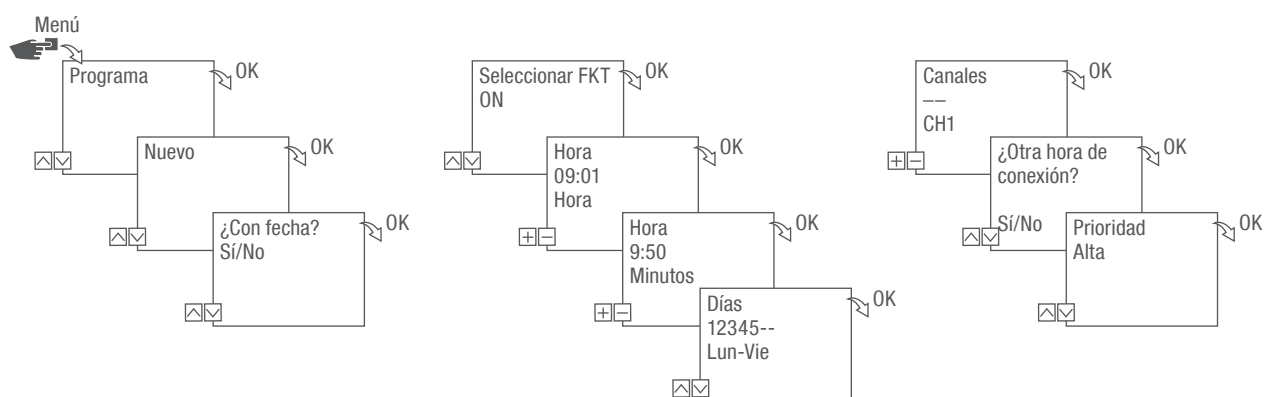 Menú
Programa
OK
Nuevo
OK
¿Con fecha?
Sí/No
OK
Seleccionar FKT
ON
OK
Hora
09:01
Hora
OK
Hora
9:50
Minutos
OK
Días
12345--
Lun-Vie
OK
Canales
––
CH1
OK
¿Otra hora de
conexión?
Sí/No
OK
Prioridad
Alta
OK